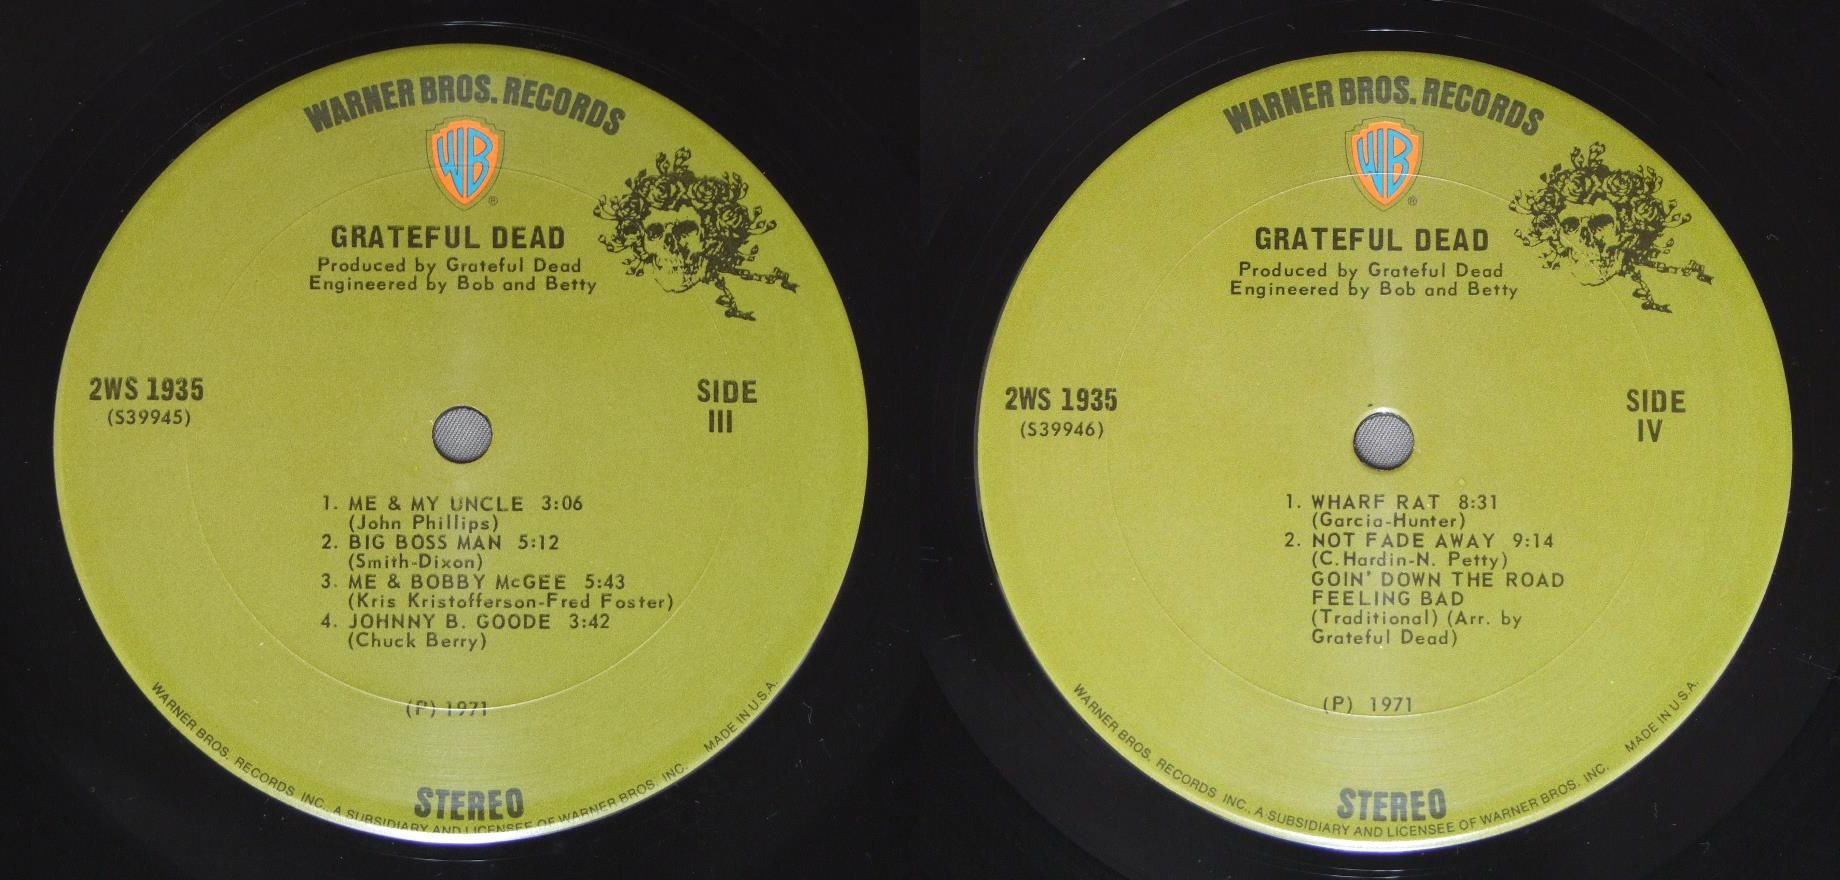 WARNER BROS. RECORDS
WB
®
GRATEFUL DEAD
Produced by Grateful Dead
Engineered by Bob and Betty
2WS 1935
(S39945)
SIDE
III
1. ME & MY UNCLE 3:06
(John Phillips)
2. BIG BOSS MAN 5:12
(Smith-Dixon)
3. ME & BOBBY McGEE 5:43
(Kris Kristofferson-Fred Foster)
4. JOHNNY B. GOODE 3:42
(Chuck Berry)
(P) 1971
STEREO
WARNER BROS. RECORDS INC., A SUBSIDIARY AND LICENSEE OF WARNER BROS. INC. MADE IN U.S.A.
WARNER BROS. RECORDS
WB
®
GRATEFUL DEAD
Produced by Grateful Dead
Engineered by Bob and Betty
2WS 1935
(S39946)
SIDE
IV
1. WHARF RAT 8:31
(Garcia-Hunter)
2. NOT FADE AWAY 9:14
(C.Hardin-N. Petty)
GOIN' DOWN THE ROAD
FEELING BAD
(Traditional) (Arr. by
Grateful Dead)
(P) 1971
STEREO
WARNER BROS. RECORDS INC., A SUBSIDIARY AND LICENSEE OF WARNER BROS. INC. MADE IN U.S.A.